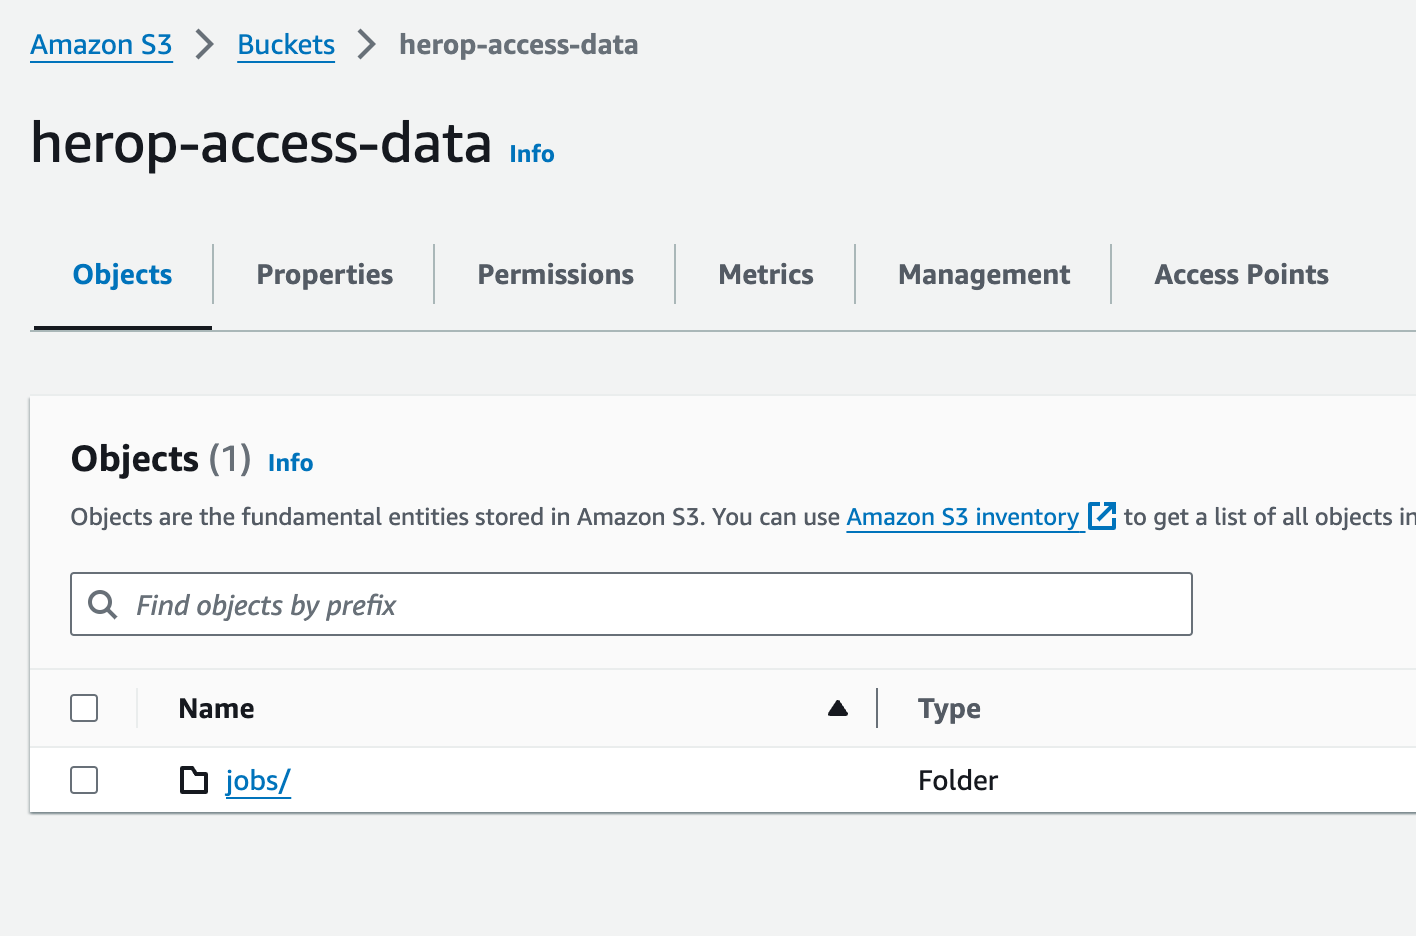 Amazon S3 > Buckets > herop-access-data
herop-access-data Info
Objects Properties Permissions Metrics Management Access Points
Objects (1) Info
Objects are the fundamental entities stored in Amazon S3. You can use Amazon S3 inventory to get a list of all objects in
Find objects by prefix
Name Type
jobs/ Folder